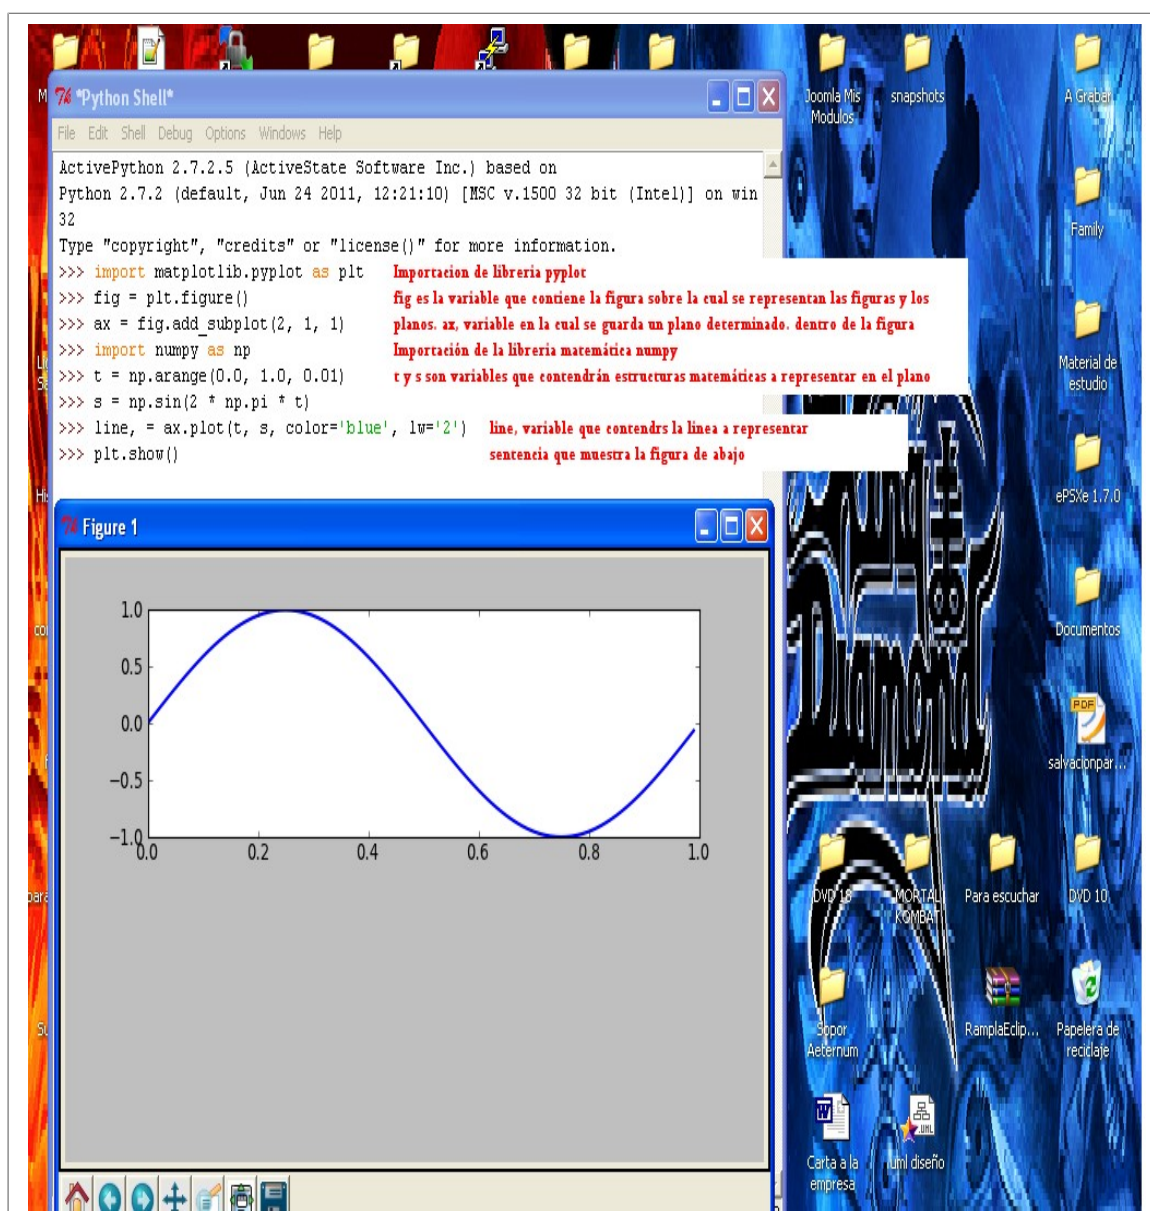 *Python Shell*
File Edit Shell Debug Options Windows Help
ActivePython 2.7.2.5 (ActiveState Software Inc.) based on
Python 2.7.2 (default, Jun 24 2011, 12:21:10) [MSC v.1500 32 bit (Intel)] on win
32
Type "copyright", "credits" or "license()" for more information.
>>> import matplotlib.pyplot as plt Importacion de libreria pyplot
>>> fig = plt.figure() fig es la variable que contiene la figura sobre la cual se representan las figuras y los
>>> ax = fig.add_subplot(2, 1, 1) planos. ax, variable en la cual se guarda un plano determinado. dentro de la figura
>>> import numpy as np Importación de la libreria matemática numpy
>>> t = np.arange(0.0, 1.0, 0.01) t y s son variables que contendrán estructuras matemáticas a representar en el plano
>>> s = np.sin(2 * np.pi * t)
>>> line, = ax.plot(t, s, color='blue', lw='2') line, variable que contendrs la linea a representar
>>> plt.show() sentencia que muestra la figura de abajo
Figure 1
1.0
0.5
0.0
−0.5
−1.0
0.0 0.2 0.4 0.6 0.8 1.0
Joomla Mis
Modulos
snapshots
A Grabar
Family
Material de
estudio
ePSXe 1.7.0
Documentos
PDF
salvacionpar...
Diamond
DVD 18
MORTAL
KOMBAT
Para escuchar
DVD 10
Sopor
Aeternum
RamplaEclip...
Papelera de
reciclaje
Carta a la
empresa
UML
uml diseño